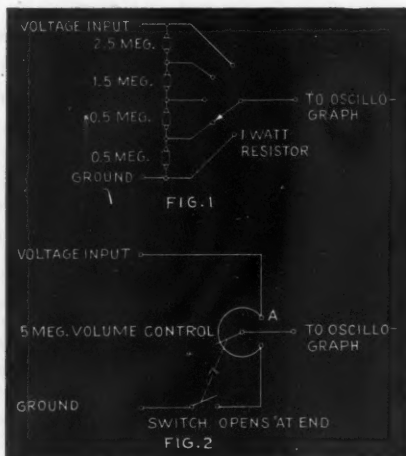 VOLTAGE INPUT
2.5 MEG.
1.5 MEG.
0.5 MEG.
TO OSCILLO-
GRAPH
1 WATT
RESISTOR
0.5 MEG.
GROUND
FIG.1
VOLTAGE INPUT
A
5 MEG. VOLUME CONTROL
TO OSCILLO-
GRAPH
GROUND
SWITCH OPENS AT END
FIG.2